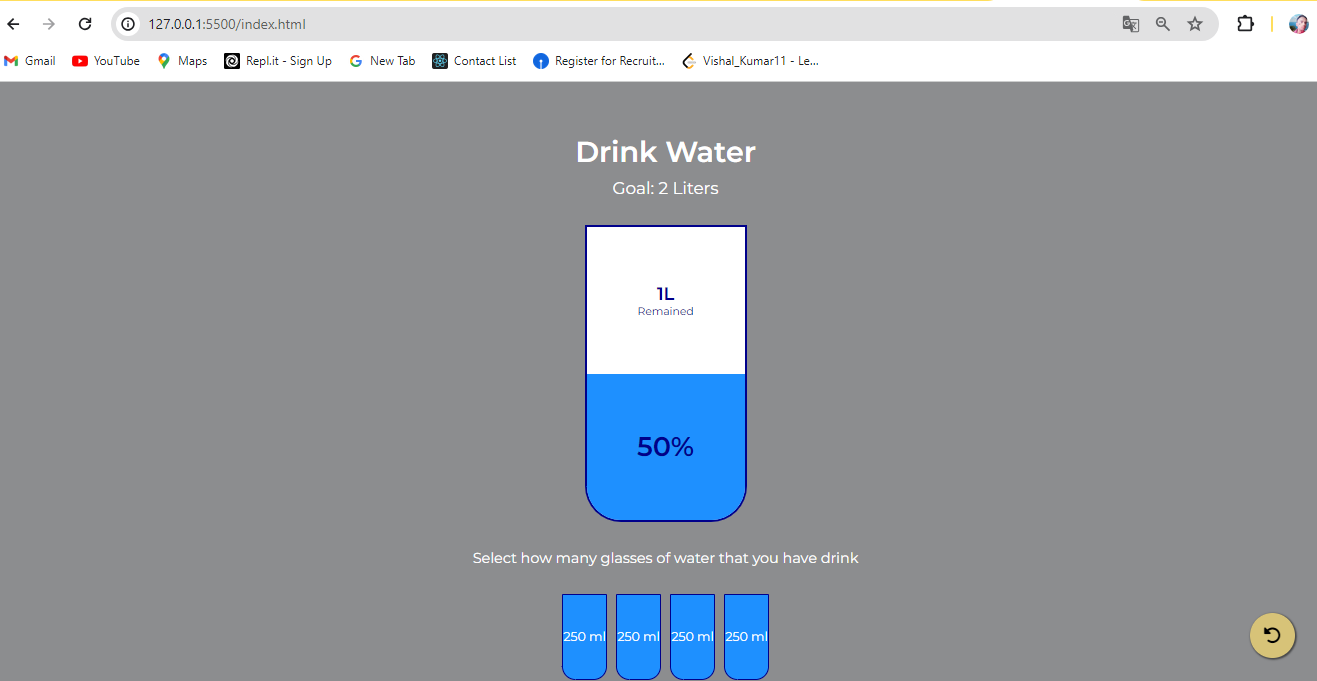 127.0.0.1:5500/index.html
Gmail YouTube Maps Repl.it - Sign Up New Tab Contact List Register for Recruit... Vishal_Kumar11 - Le...
Drink Water
Goal: 2 Liters
1L
Remained
50%
Select how many glasses of water that you have drink
250 ml 250 ml 250 ml 250 ml